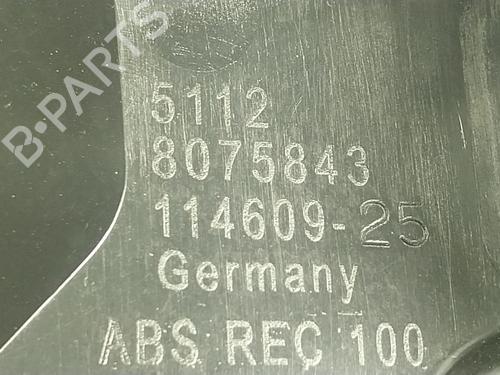 B-PARTS
5112
8075843
114609-25
Germany
ABS REC 100